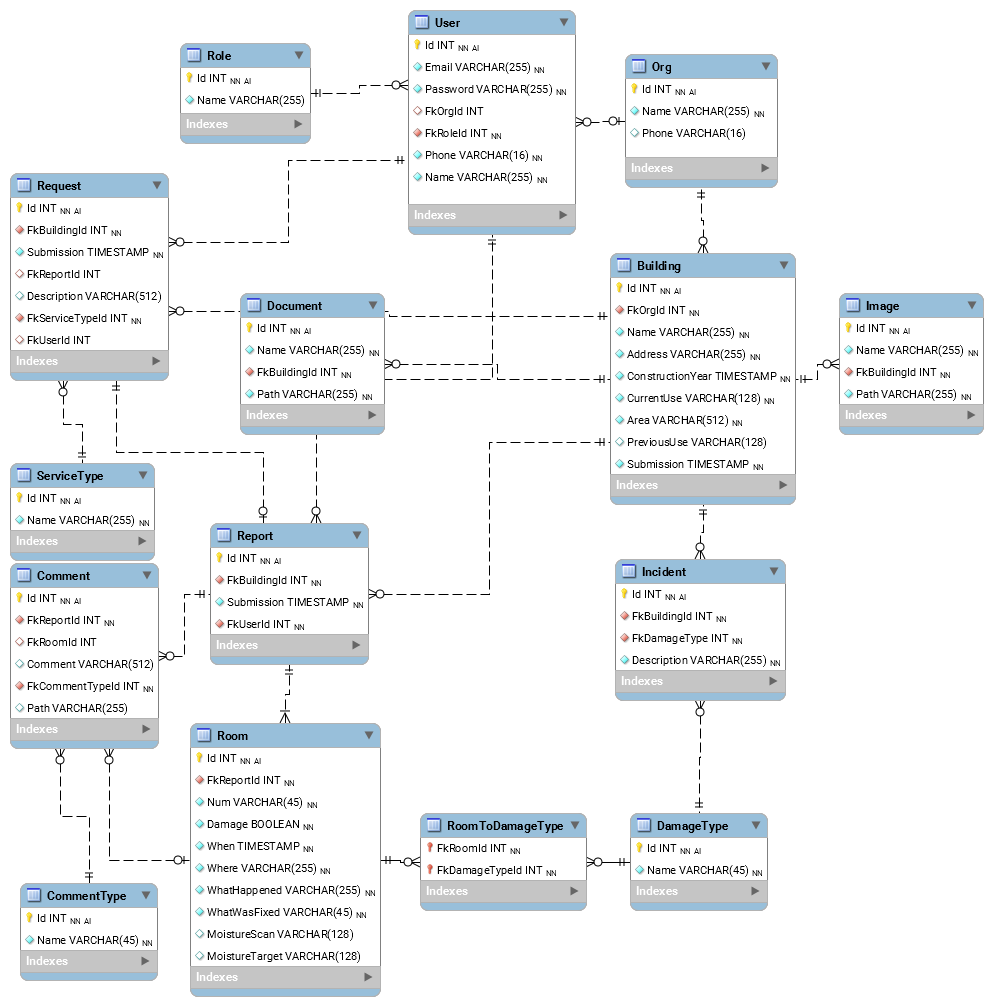 User
Id INT NN AI
Email VARCHAR(255) NN
Password VARCHAR(255) NN
FkOrgId INT
FkRoleId INT NN
Phone VARCHAR(16) NN
Name VARCHAR(255) NN
Indexes
Role
Id INT NN AI
Name VARCHAR(255)
Indexes
Org
Id INT NN AI
Name VARCHAR(255) NN
Phone VARCHAR(16)
Indexes
Request
Id INT NN AI
FkBuildingId INT NN
Submission TIMESTAMP NN
FkReportId INT
Description VARCHAR(512)
FkServiceTypeId INT NN
FkUserId INT
Indexes
Document
Id INT NN AI
Name VARCHAR(255) NN
FkBuildingId INT NN
Path VARCHAR(255) NN
Indexes
Building
Id INT NN AI
FkOrgId INT NN
Name VARCHAR(255) NN
Address VARCHAR(255) NN
ConstructionYear TIMESTAMP NN
CurrentUse VARCHAR(128) NN
Area VARCHAR(512) NN
PreviousUse VARCHAR(128)
Submission TIMESTAMP NN
Indexes
Image
Id INT NN AI
Name VARCHAR(255) NN
FkBuildingId INT NN
Path VARCHAR(255) NN
Indexes
ServiceType
Id INT NN AI
Name VARCHAR(255) NN
Indexes
Report
Id INT NN AI
FkBuildingId INT NN
Submission TIMESTAMP NN
FkUserId INT NN
Indexes
Comment
Id INT NN AI
FkReportId INT NN
FkRoomId INT
Comment VARCHAR(512)
FkCommentTypeId INT NN
Path VARCHAR(255)
Indexes
Incident
Id INT NN AI
FkBuildingId INT NN
FkDamageType INT NN
Description VARCHAR(255) NN
Indexes
Room
Id INT NN AI
FkReportId INT NN
Num VARCHAR(45) NN
Damage BOOLEAN NN
When TIMESTAMP NN
Where VARCHAR(255) NN
WhatHappened VARCHAR(255) NN
WhatWasFixed VARCHAR(45) NN
MoistureScan VARCHAR(128)
MoistureTarget VARCHAR(128)
Indexes
RoomToDamageType
FkRoomId INT NN
FkDamageTypeId INT NN
Indexes
DamageType
Id INT NN AI
Name VARCHAR(45) NN
Indexes
CommentType
Id INT NN AI
Name VARCHAR(45) NN
Indexes